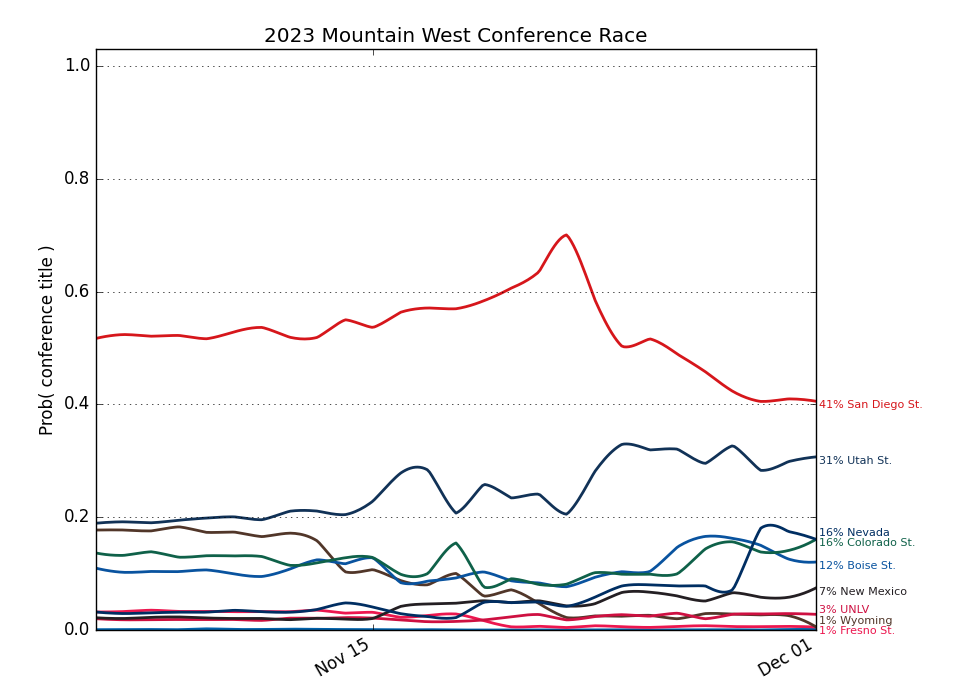 2023 Mountain West Conference Race
Prob( conference title )
1.0
0.8
0.6
0.4
0.2
0.0
Nov 15
Dec 01
41% San Diego St.
31% Utah St.
16% Nevada
16% Colorado St.
12% Boise St.
7% New Mexico
3% UNLV
1% Wyoming
1% Fresno St.